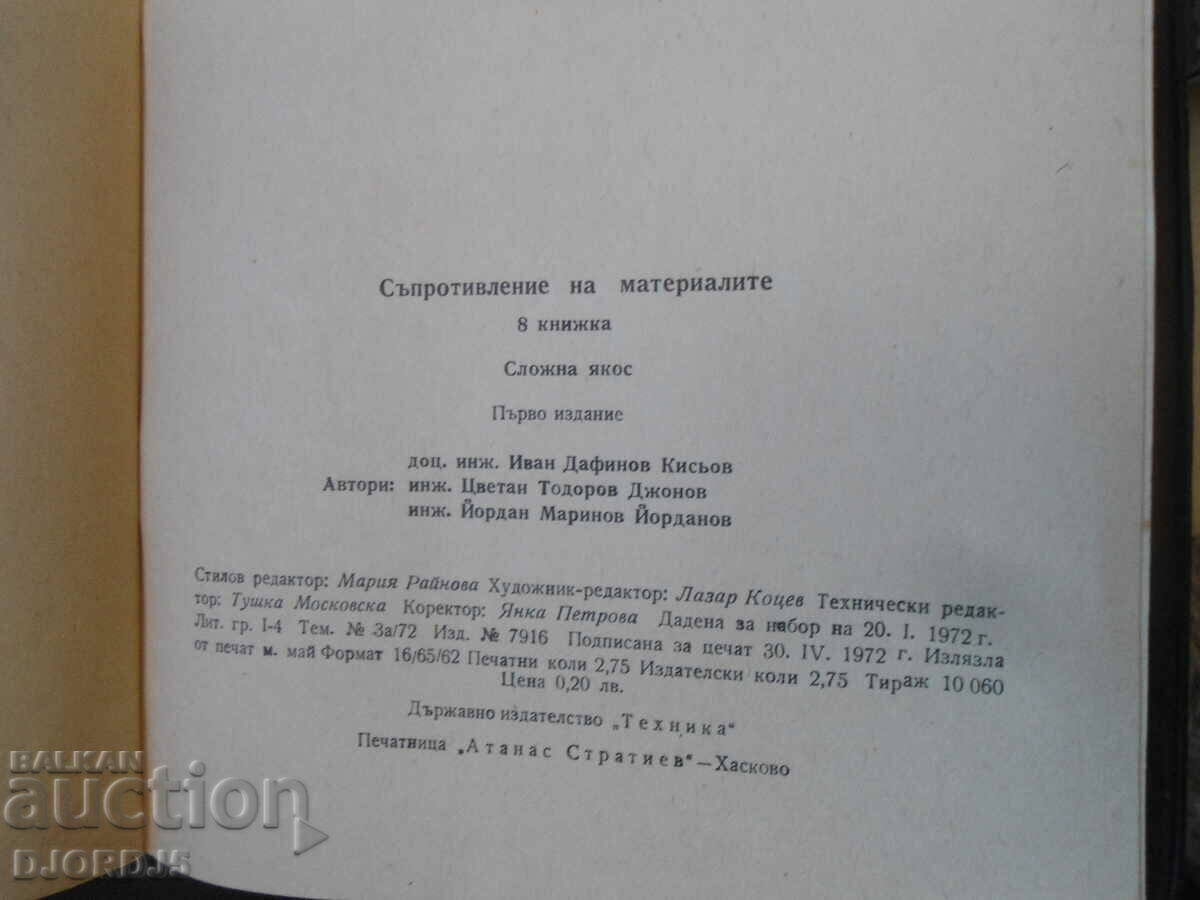 Съпротивление на материалите
8 книжка
Сложна якос
Първо издание
доц. инж. Иван Дафинов Кисьов
Автори: инж. Цветан Тодоров Джонов
инж. Йордан Маринов Йорданов
Стилов редактор: Мария Райнова Художник-редактор: Лазар Коцев Технически редак-
тор: Тушка Московска Коректор: Янка Петрова Дадена за набор на 20. I. 1972 г.
Лит. гр. I-4 Тем. № 3а/72 Изд. № 7916 Подписана за печат 30. IV. 1972 г. Излязла
от печат м. май Формат 16/65/62 Печатни коли 2,75 Издателски коли 2,75 Тираж 10 060
Цена 0,20 лв.
Държавно издателство „Техника“
Печатница „Атанас Стратиев“—Хасково
BALKAN
auction
DJORDJ5